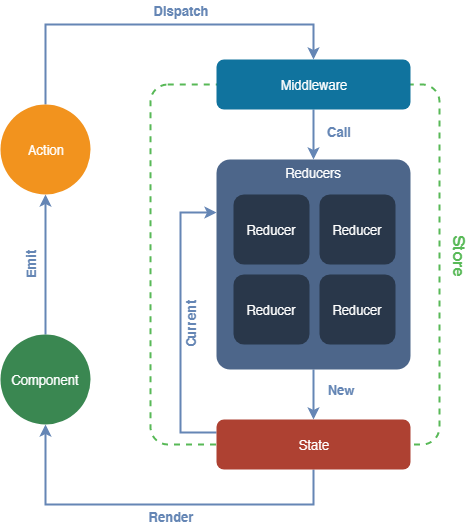 Dispatch
Middleware
Call
Action
Reducers
Reducer
Reducer
Store
Emit
Reducer
Reducer
Current
Component
New
State
Render